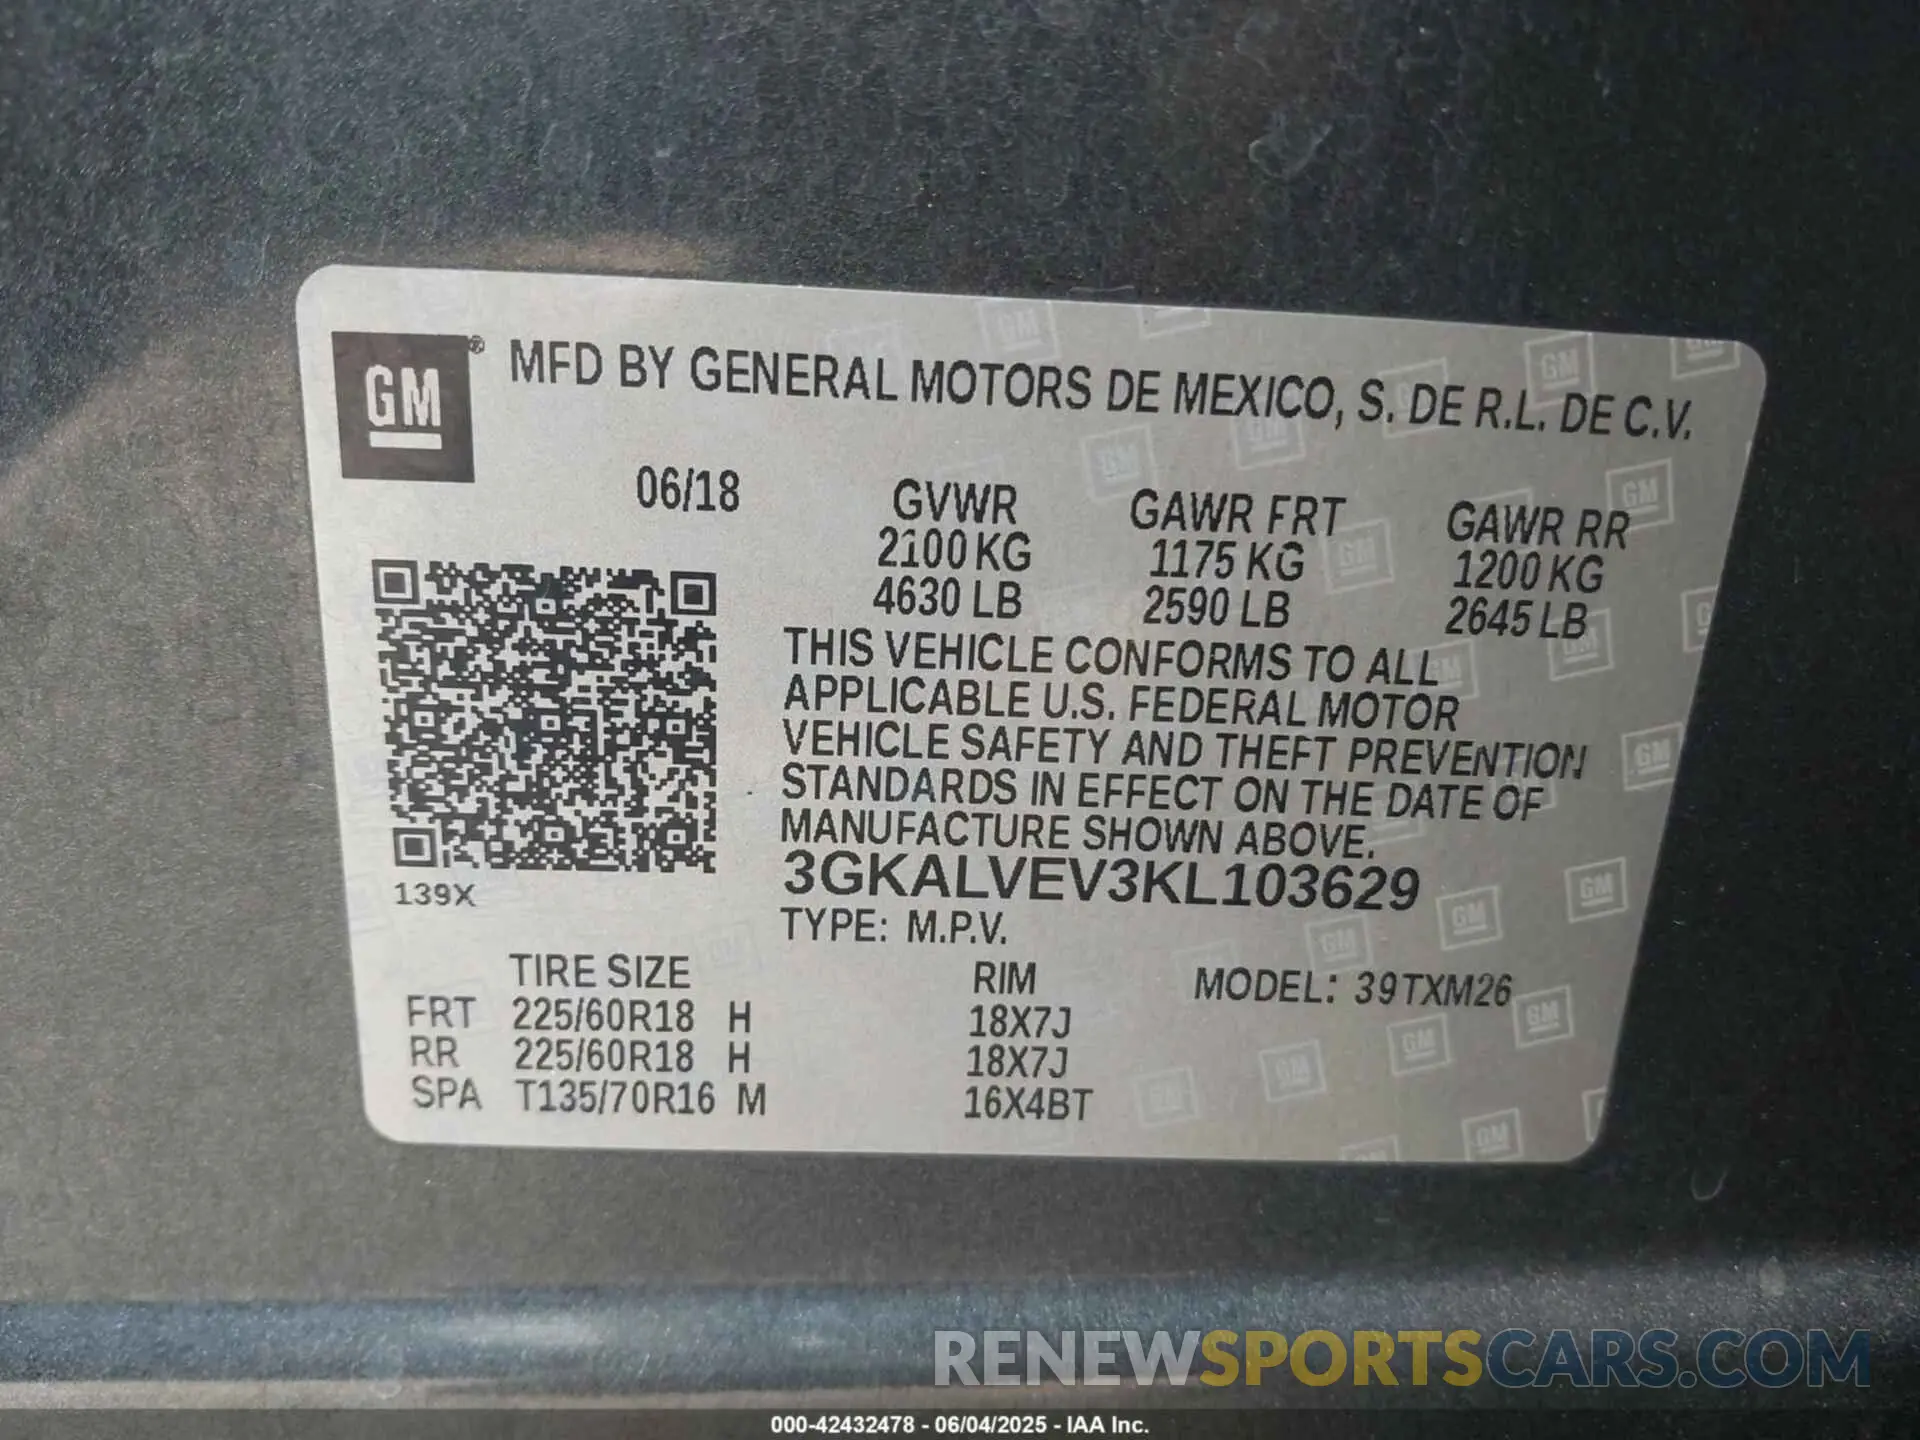 GM® MFD BY GENERAL MOTORS DE MEXICO, S. DE R.L. DE C.V.
06/18 GVWR GAWR FRT GAWR RR
2100 KG 1175 KG 1200 KG
4630 LB 2590 LB 2645 LB
THIS VEHICLE CONFORMS TO ALL
APPLICABLE U.S. FEDERAL MOTOR
VEHICLE SAFETY AND THEFT PREVENTION
STANDARDS IN EFFECT ON THE DATE OF
MANUFACTURE SHOWN ABOVE.
3GKALVEV3KL103629
139X
TYPE: M.P.V.
TIRE SIZE RIM MODEL: 39TXM26
FRT 225/60R18 H 18X7J
RR 225/60R18 H 18X7J
SPA T135/70R16 M 16X4BT
RENEWSPORTSCARS.COM
000-42432478 - 06/04/2025 - IAA Inc.